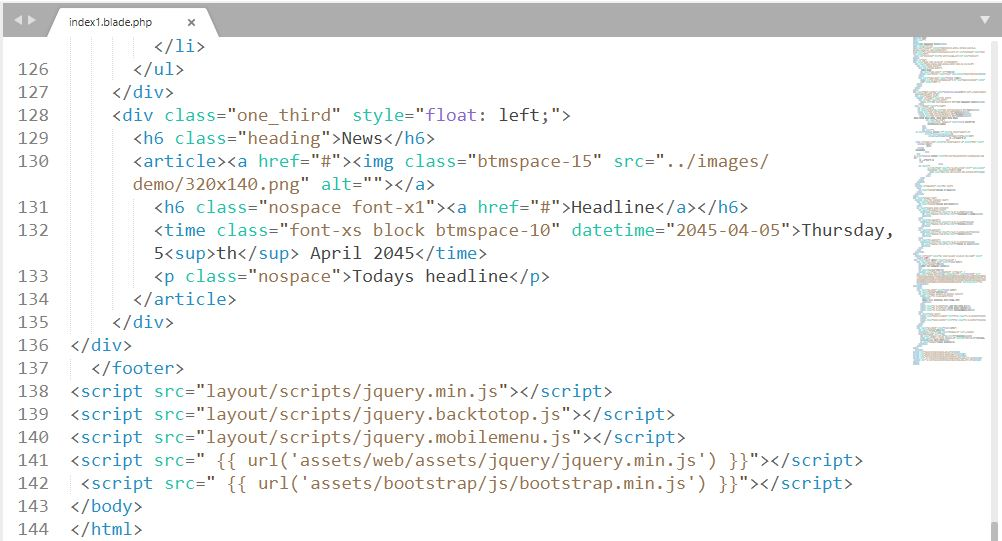 index1.blade.php ×
</li>
126 </ul>
127 </div>
128 <div class="one_third" style="float: left;">
129 <h6 class="heading">News</h6>
130 <article><a href="#"><img class="btmspace-15" src="../images/
demo/320x140.png" alt=""></a>
131 <h6 class="nospace font-x1"><a href="#">Headline</a></h6>
132 <time class="font-xs block btmspace-10" datetime="2045-04-05">Thursday,
5<sup>th</sup> April 2045</time>
133 <p class="nospace">Todays headline</p>
134 </article>
135 </div>
136 </div>
137 </footer>
138 <script src="layout/scripts/jquery.min.js"></script>
139 <script src="layout/scripts/jquery.backtotop.js"></script>
140 <script src="layout/scripts/jquery.mobilemenu.js"></script>
141 <script src=" {{ url('assets/web/assets/jquery/jquery.min.js') }}"></script>
142 <script src=" {{ url('assets/bootstrap/js/bootstrap.min.js') }}"></script>
143 </body>
144 </html>